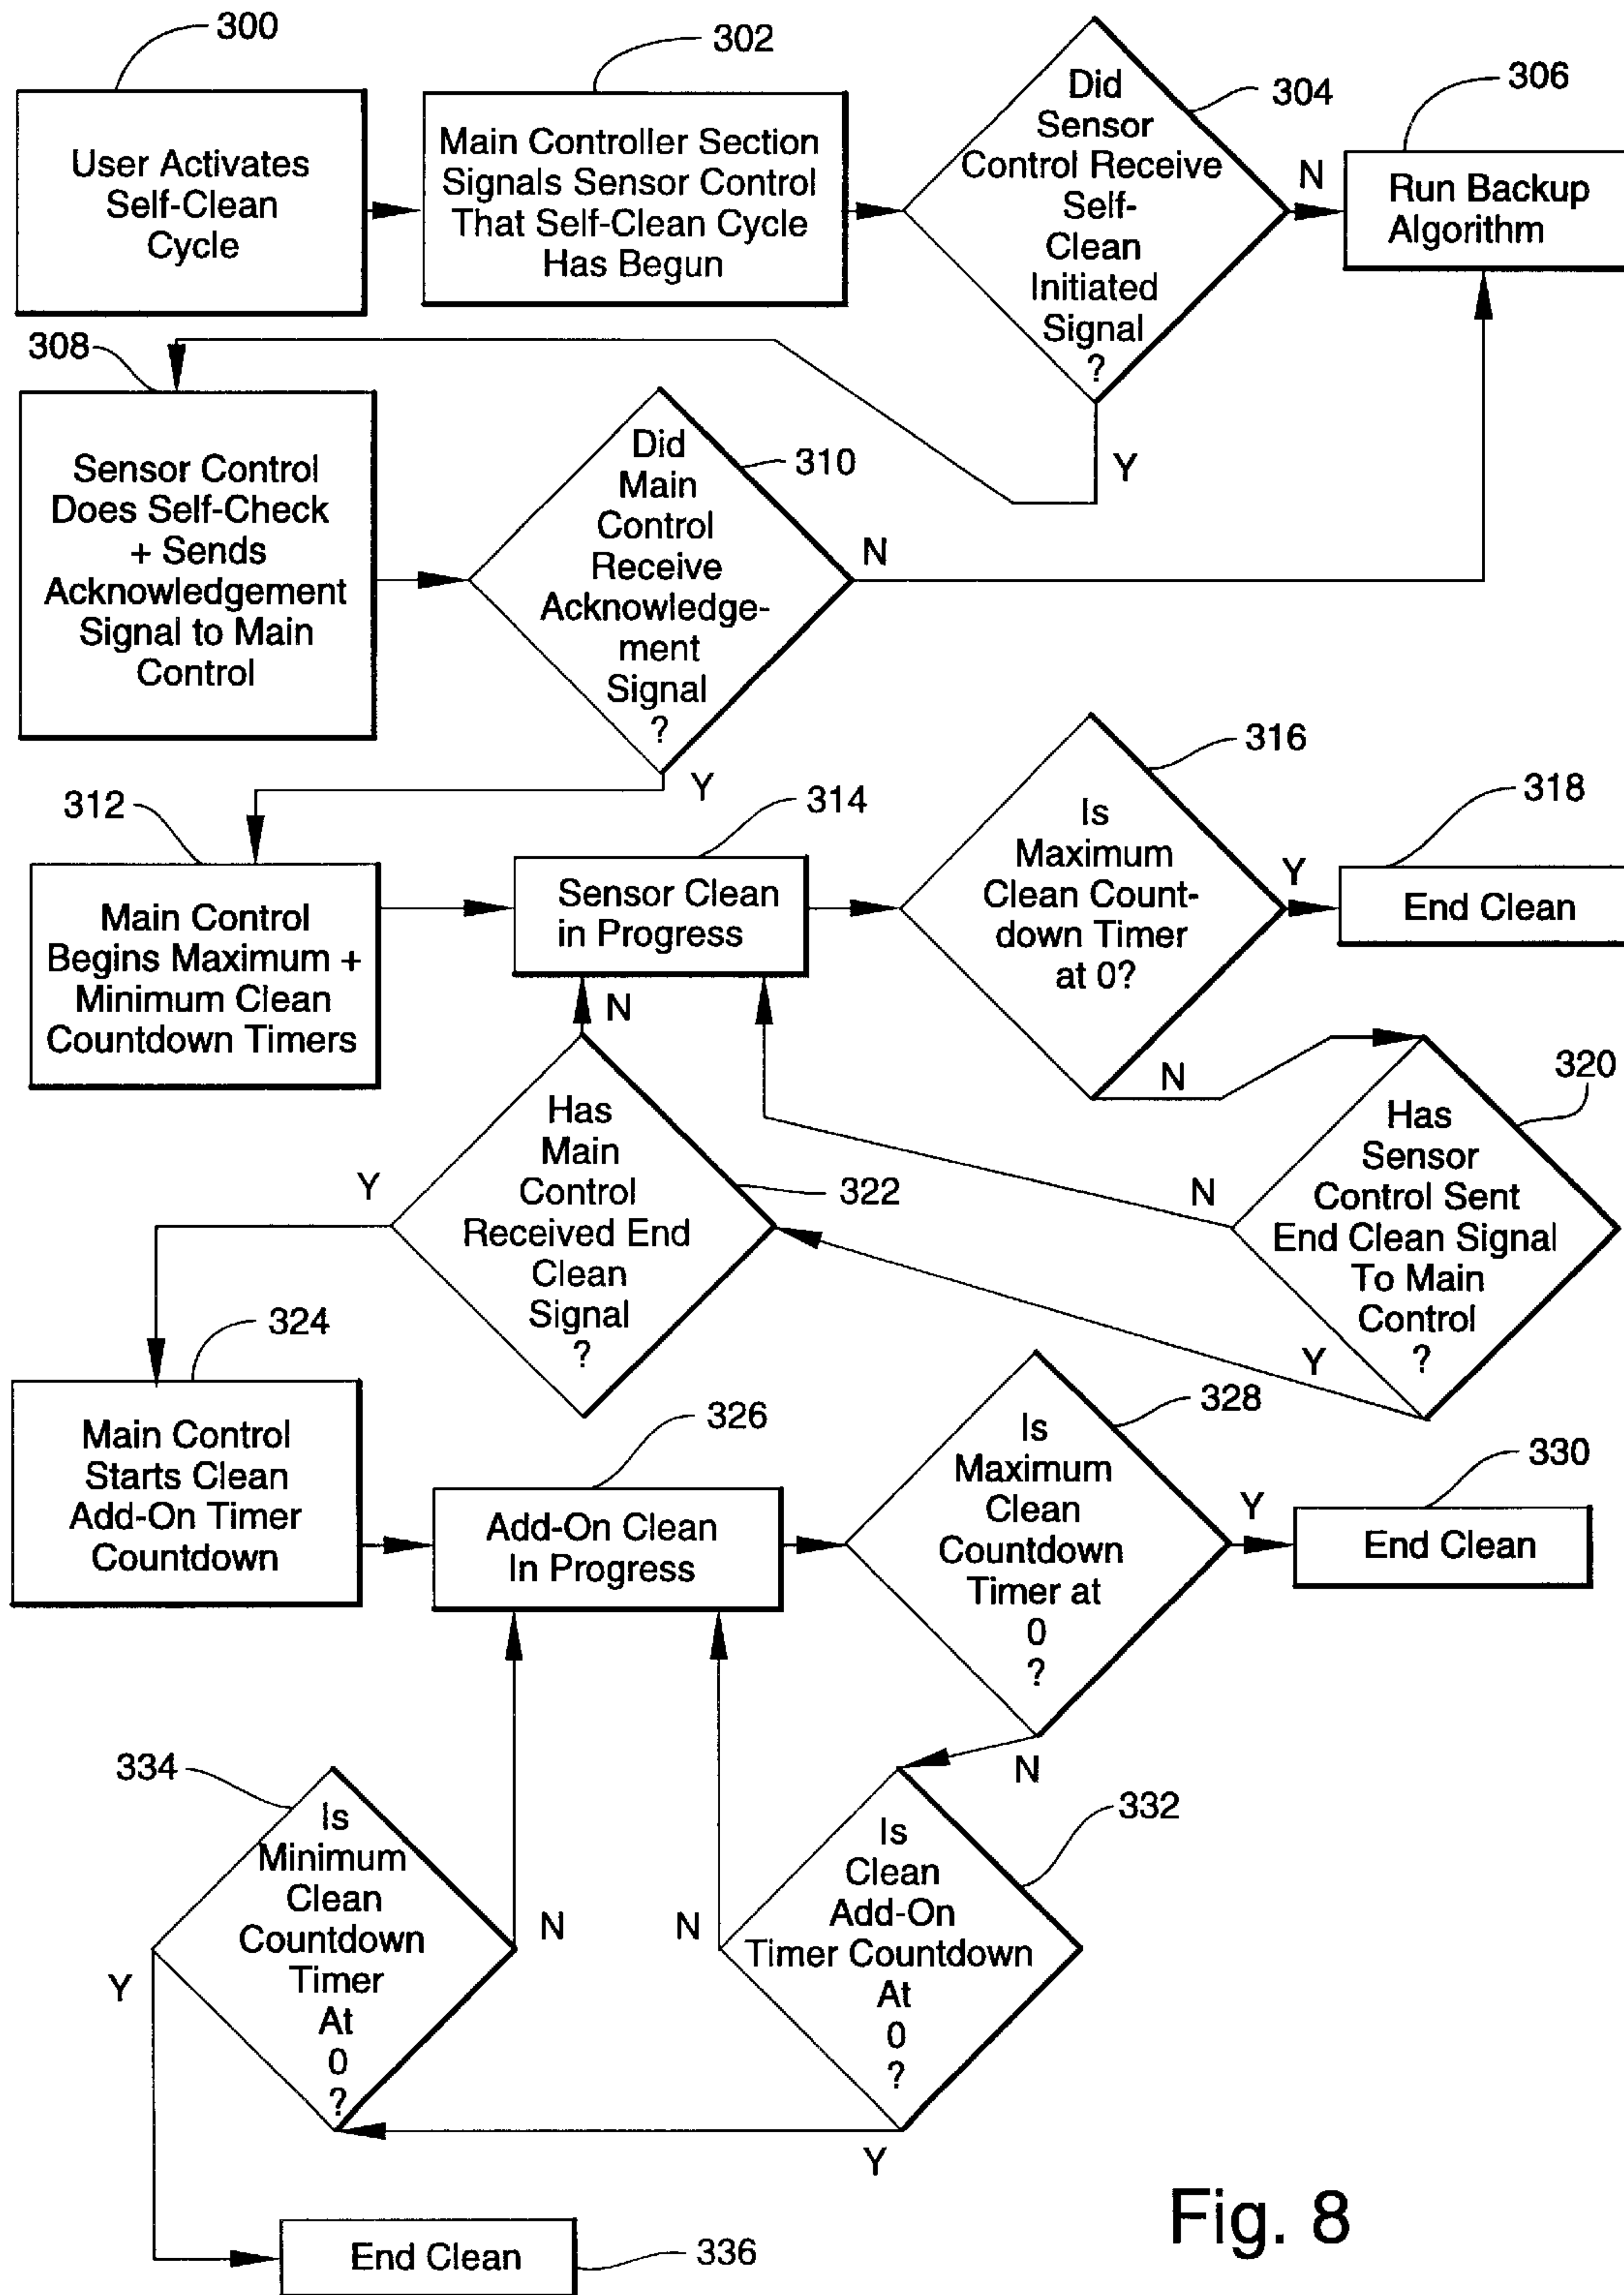 300
User Activates
Self-Clean
Cycle
302
Main Controller Section
Signals Sensor Control
That Self-Clean Cycle
Has Begun
304
Did
Sensor
Control Receive
Self-
Clean
Initiated
Signal
?
N
Y
306
Run Backup
Algorithm
308
Sensor Control
Does Self-Check
+ Sends
Acknowledgement
Signal to Main
Control
310
Did
Main
Control
Receive
Acknowledge-
ment
Signal
?
N
Y
312
Main Control
Begins Maximum +
Minimum Clean
Countdown Timers
314
Sensor Clean
in Progress
316
Is
Maximum
Clean Count-
down Timer
at 0?
Y
N
318
End Clean
320
Has
Sensor
Control Sent
End Clean Signal
To Main
Control
?
N
Y
322
Has
Main
Control
Received End
Clean
Signal
?
N
Y
324
Main Control
Starts Clean
Add-On Timer
Countdown
326
Add-On Clean
In Progress
328
Is
Maximum
Clean
Countdown
Timer at
0
?
Y
N
330
End Clean
332
Is
Clean
Add-On
Timer Countdown
At
0
?
N
Y
334
Is
Minimum
Clean
Countdown
Timer
At
0
?
N
Y
End Clean
336
Fig. 8